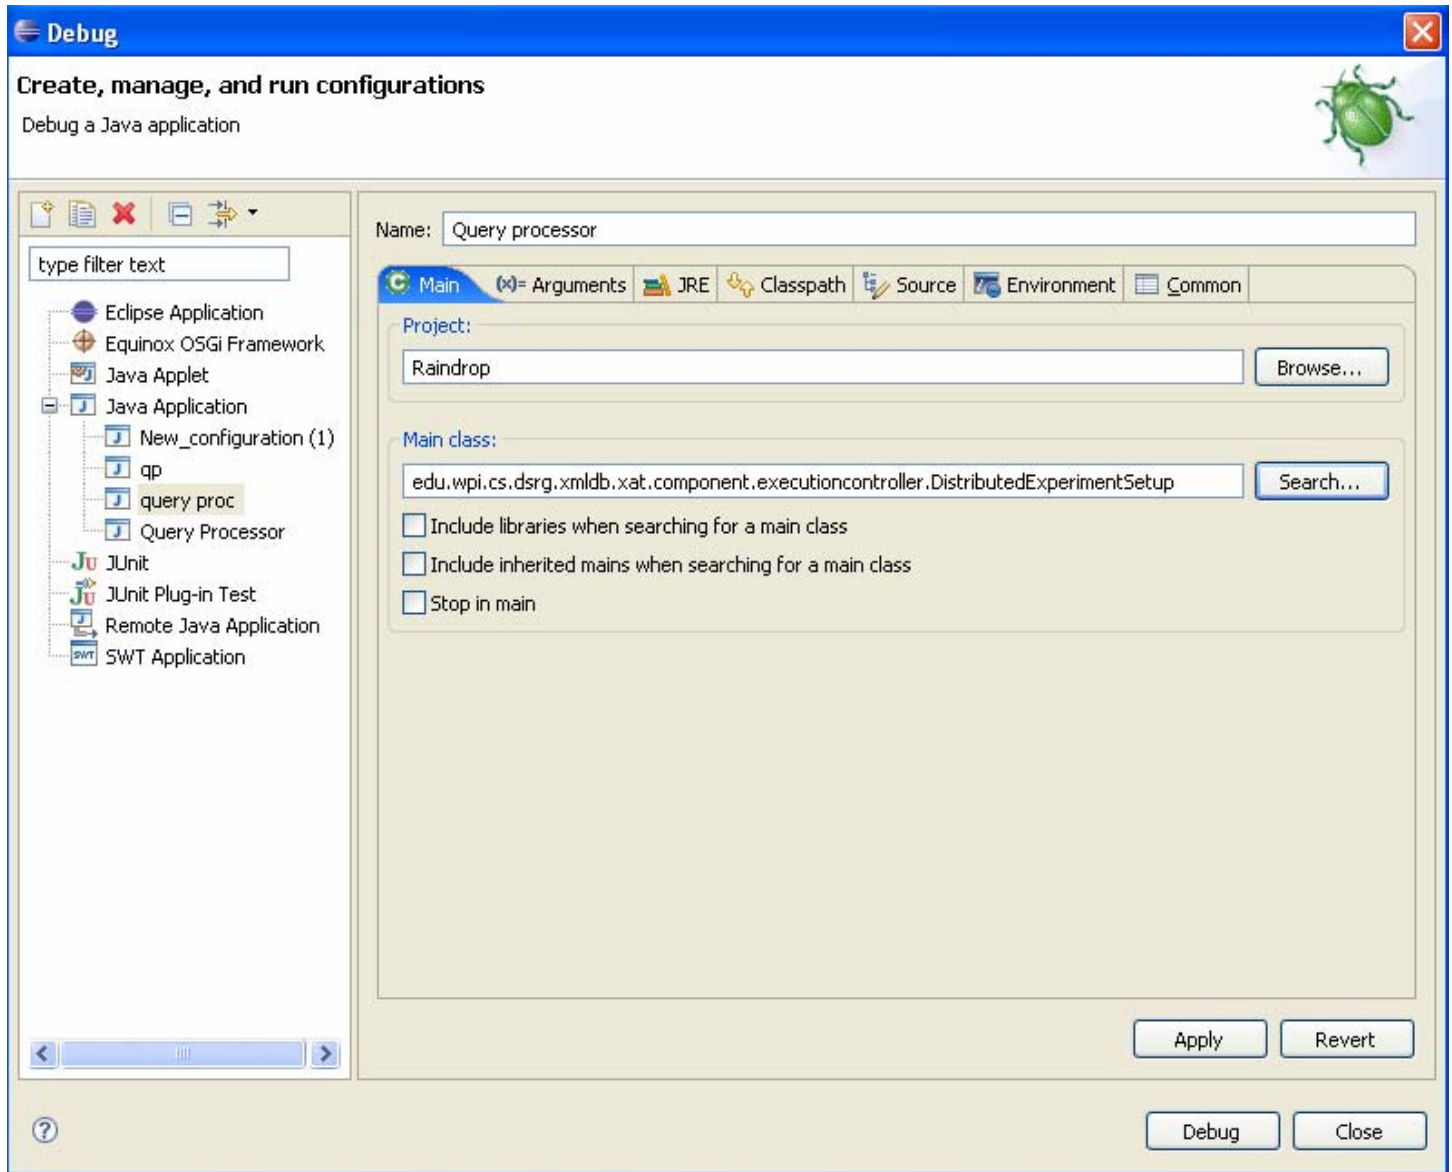 Debug
Create, manage, and run configurations
Debug a Java application
type filter text
Eclipse Application
Equinox OSGi Framework
Java Applet
Java Application
New_configuration (1)
qp
query proc
Query Processor
JUnit
JUnit Plug-in Test
Remote Java Application
SWT Application
Name: Query processor
Main (x)= Arguments JRE Classpath Source Environment Common
Project:
Raindrop Browse...
Main class:
edu.wpi.cs.dsrg.xmldb.xat.component.executioncontroller.DistributedExperimentSetup Search...
Include libraries when searching for a main class
Include inherited mains when searching for a main class
Stop in main
Apply Revert
Debug Close